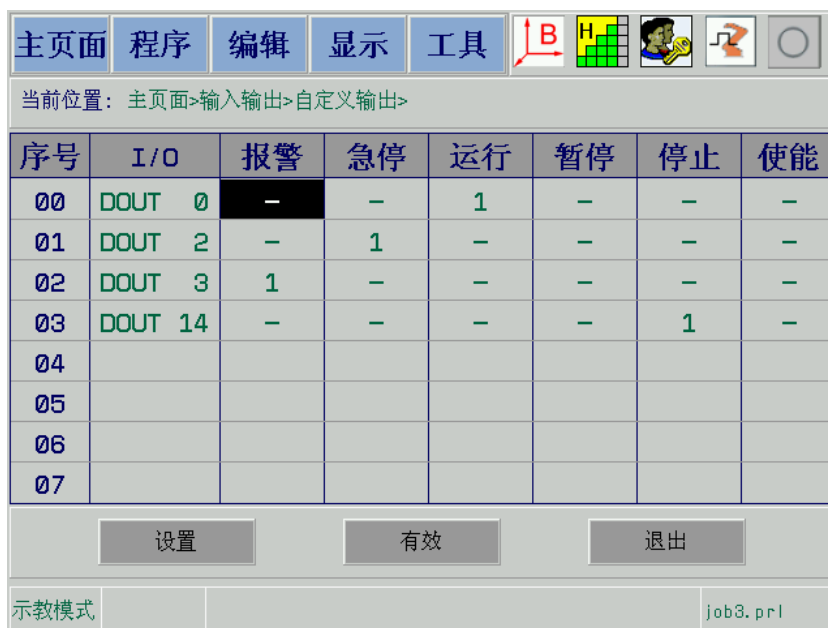 主页面 程序 编辑 显示 工具 B H
当前位置: 主页面>输入输出>自定义输出>
序号 I/O 报警 急停 运行 暂停 停止 使能
00 DOUT 0 - - 1 - - -
01 DOUT 2 - 1 - - - -
02 DOUT 3 1 - - - - -
03 DOUT 14 - - - - 1 -
04
05
06
07
设置 有效 退出
示教模式 job3.prl